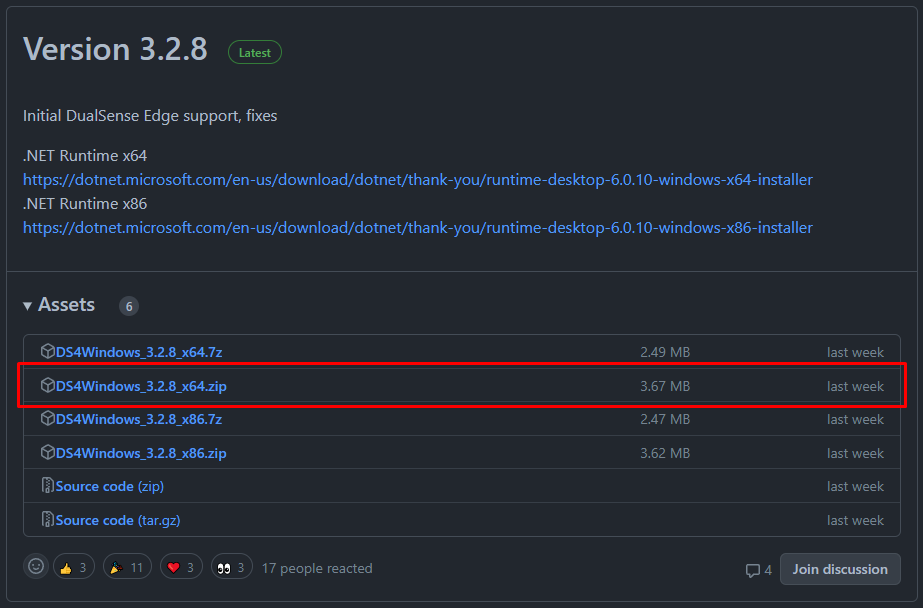 Version 3.2.8 Latest
Initial DualSense Edge support, fixes
.NET Runtime x64
https://dotnet.microsoft.com/en-us/download/dotnet/thank-you/runtime-desktop-6.0.10-windows-x64-installer
.NET Runtime x86
https://dotnet.microsoft.com/en-us/download/dotnet/thank-you/runtime-desktop-6.0.10-windows-x86-installer
Assets 6
DS4Windows_3.2.8_x64.7z 2.49 MB last week
DS4Windows_3.2.8_x64.zip 3.67 MB last week
DS4Windows_3.2.8_x86.7z 2.47 MB last week
DS4Windows_3.2.8_x86.zip 3.62 MB last week
Source code (zip) last week
Source code (tar.gz) last week
3 11 3 3 17 people reacted 4 Join discussion